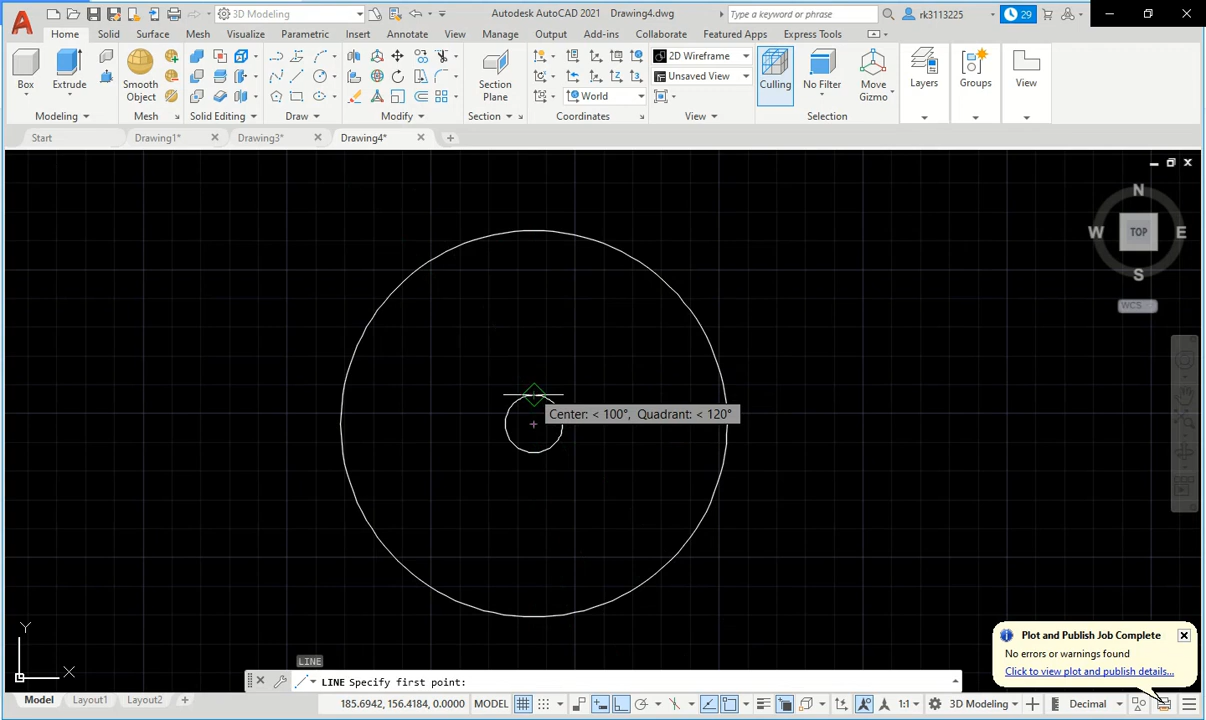 3D Modeling
Autodesk AutoCAD 2021 Drawing4.dwg
Type a keyword or phrase
rk3113225
29
Home Solid Surface Mesh Visualize Parametric Insert Annotate View Manage Output Add-ins Collaborate Featured Apps Express Tools
Box
Extrude
Smooth
Object
Section
Plane
World
2D Wireframe
Unsaved View
Culling
No Filter
Move
Gizmo
Layers
Groups
View
Modeling
Mesh
Solid Editing
Draw
Modify
Section
Coordinates
View
Selection
Start
Drawing1*
Drawing3*
Drawing4*
N
W
TOP
E
S
WCS
Center: < 100°, Quadrant: < 120°
Y
X
LINE
LINE Specify first point:
Plot and Publish Job Complete
No errors or warnings found
Click to view plot and publish details...
Model Layout1 Layout2
185.6942, 156.4184, 0.0000 MODEL
1:1
3D Modeling
Decimal